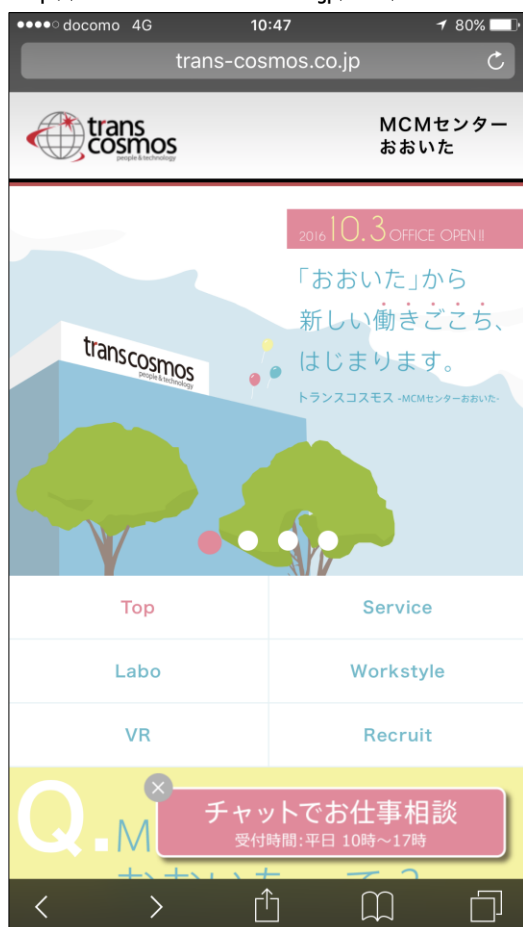 docomo 4G 10:47 80%
trans-cosmos.co.jp
trans
cosmos
people & technology
MCMセンター
おおいた
2016 10.3 OFFICE OPEN!!
「おおいた」から
新しい働きごこち、
はじまります。
トランスコスモス -MCMセンターおおいた-
transcosmos
people & technology
Top Service
Labo Workstyle
VR Recruit
Q.M
チャットでお仕事相談
受付時間:平日 10時～17時